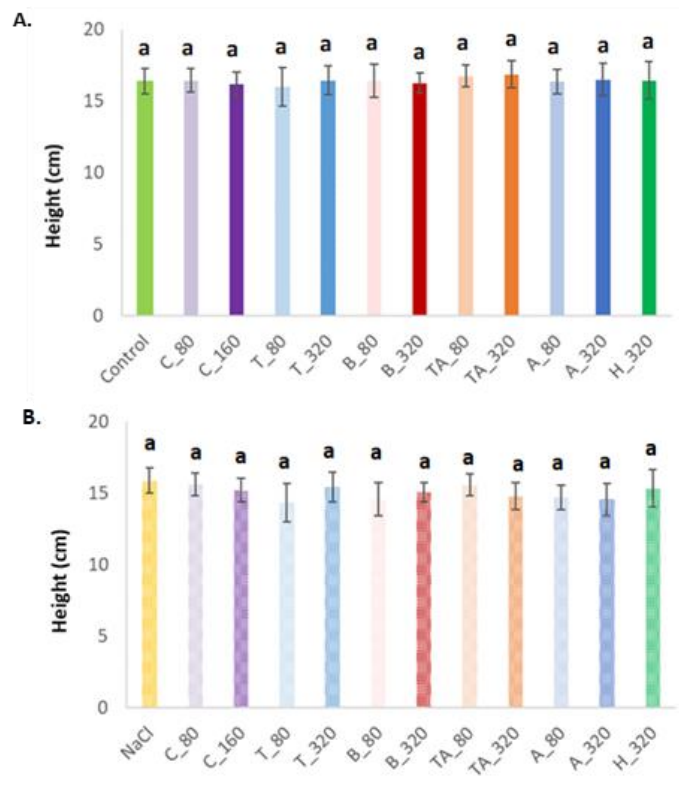 A.
20
a a a a a a a a a a a a
15
10
5
0
Height (cm)
Control C_80 C_160 T_80 T_320 B_80 B_320 TA_80 TA_320 A_80 A_320 H_320
B.
20
a a a a a a a a a a a a
15
10
5
0
Height (cm)
NaCl C_80 C_160 T_80 T_320 B_80 B_320 TA_80 TA_320 A_80 A_320 H_320